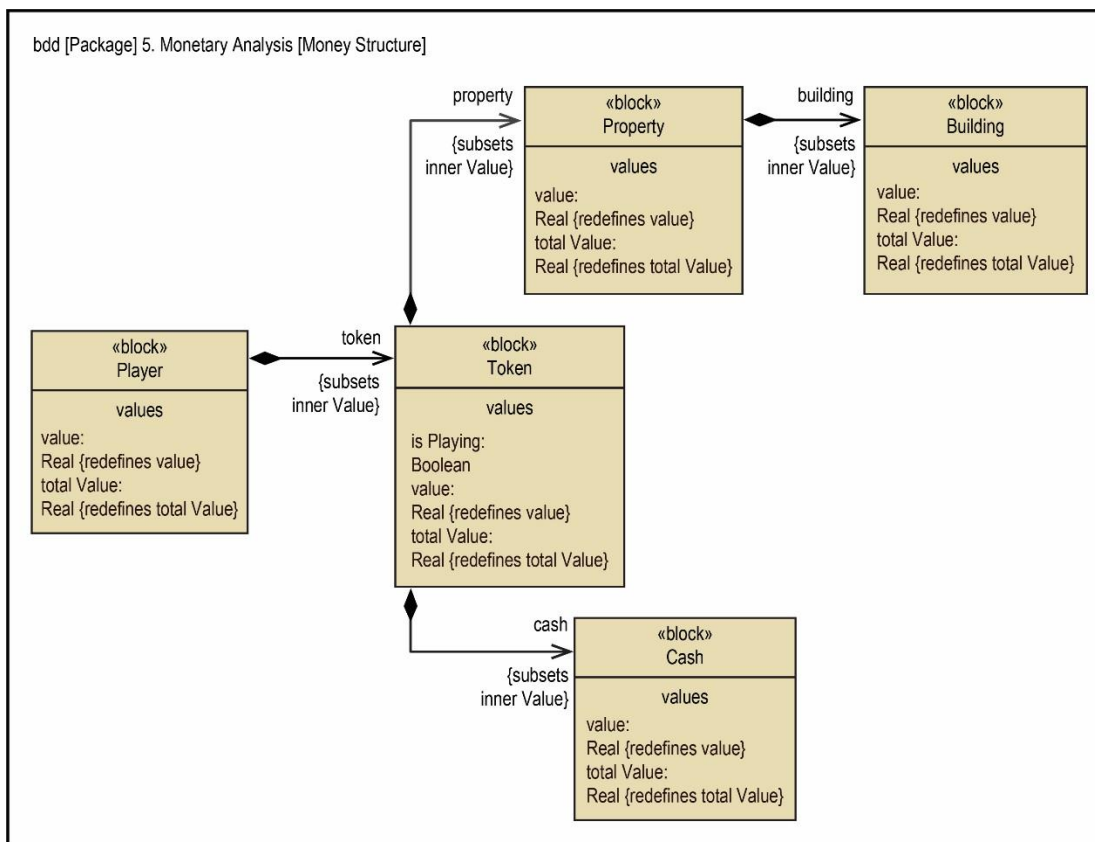 bdd [Package] 5. Monetary Analysis [Money Structure]
property
{subsets
inner Value}
«block»
Property
values
value:
Real {redefines value}
total Value:
Real {redefines total Value}
building
{subsets
inner Value}
«block»
Building
values
value:
Real {redefines value}
total Value:
Real {redefines total Value}
«block»
Player
values
value:
Real {redefines value}
total Value:
Real {redefines total Value}
token
{subsets
inner Value}
«block»
Token
values
is Playing:
Boolean
value:
Real {redefines value}
total Value:
Real {redefines total Value}
cash
{subsets
inner Value}
«block»
Cash
values
value:
Real {redefines value}
total Value:
Real {redefines total Value}